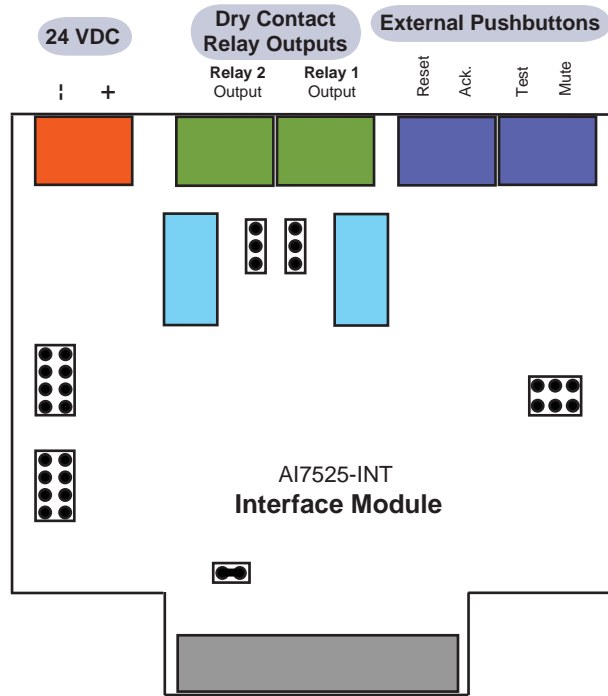 24 VDC
Dry Contact
Relay Outputs
External Pushbuttons
Relay 2
Output
Relay 1
Output
Reset
Ack.
Test
Mute
- +
AI7525-INT
Interface Module